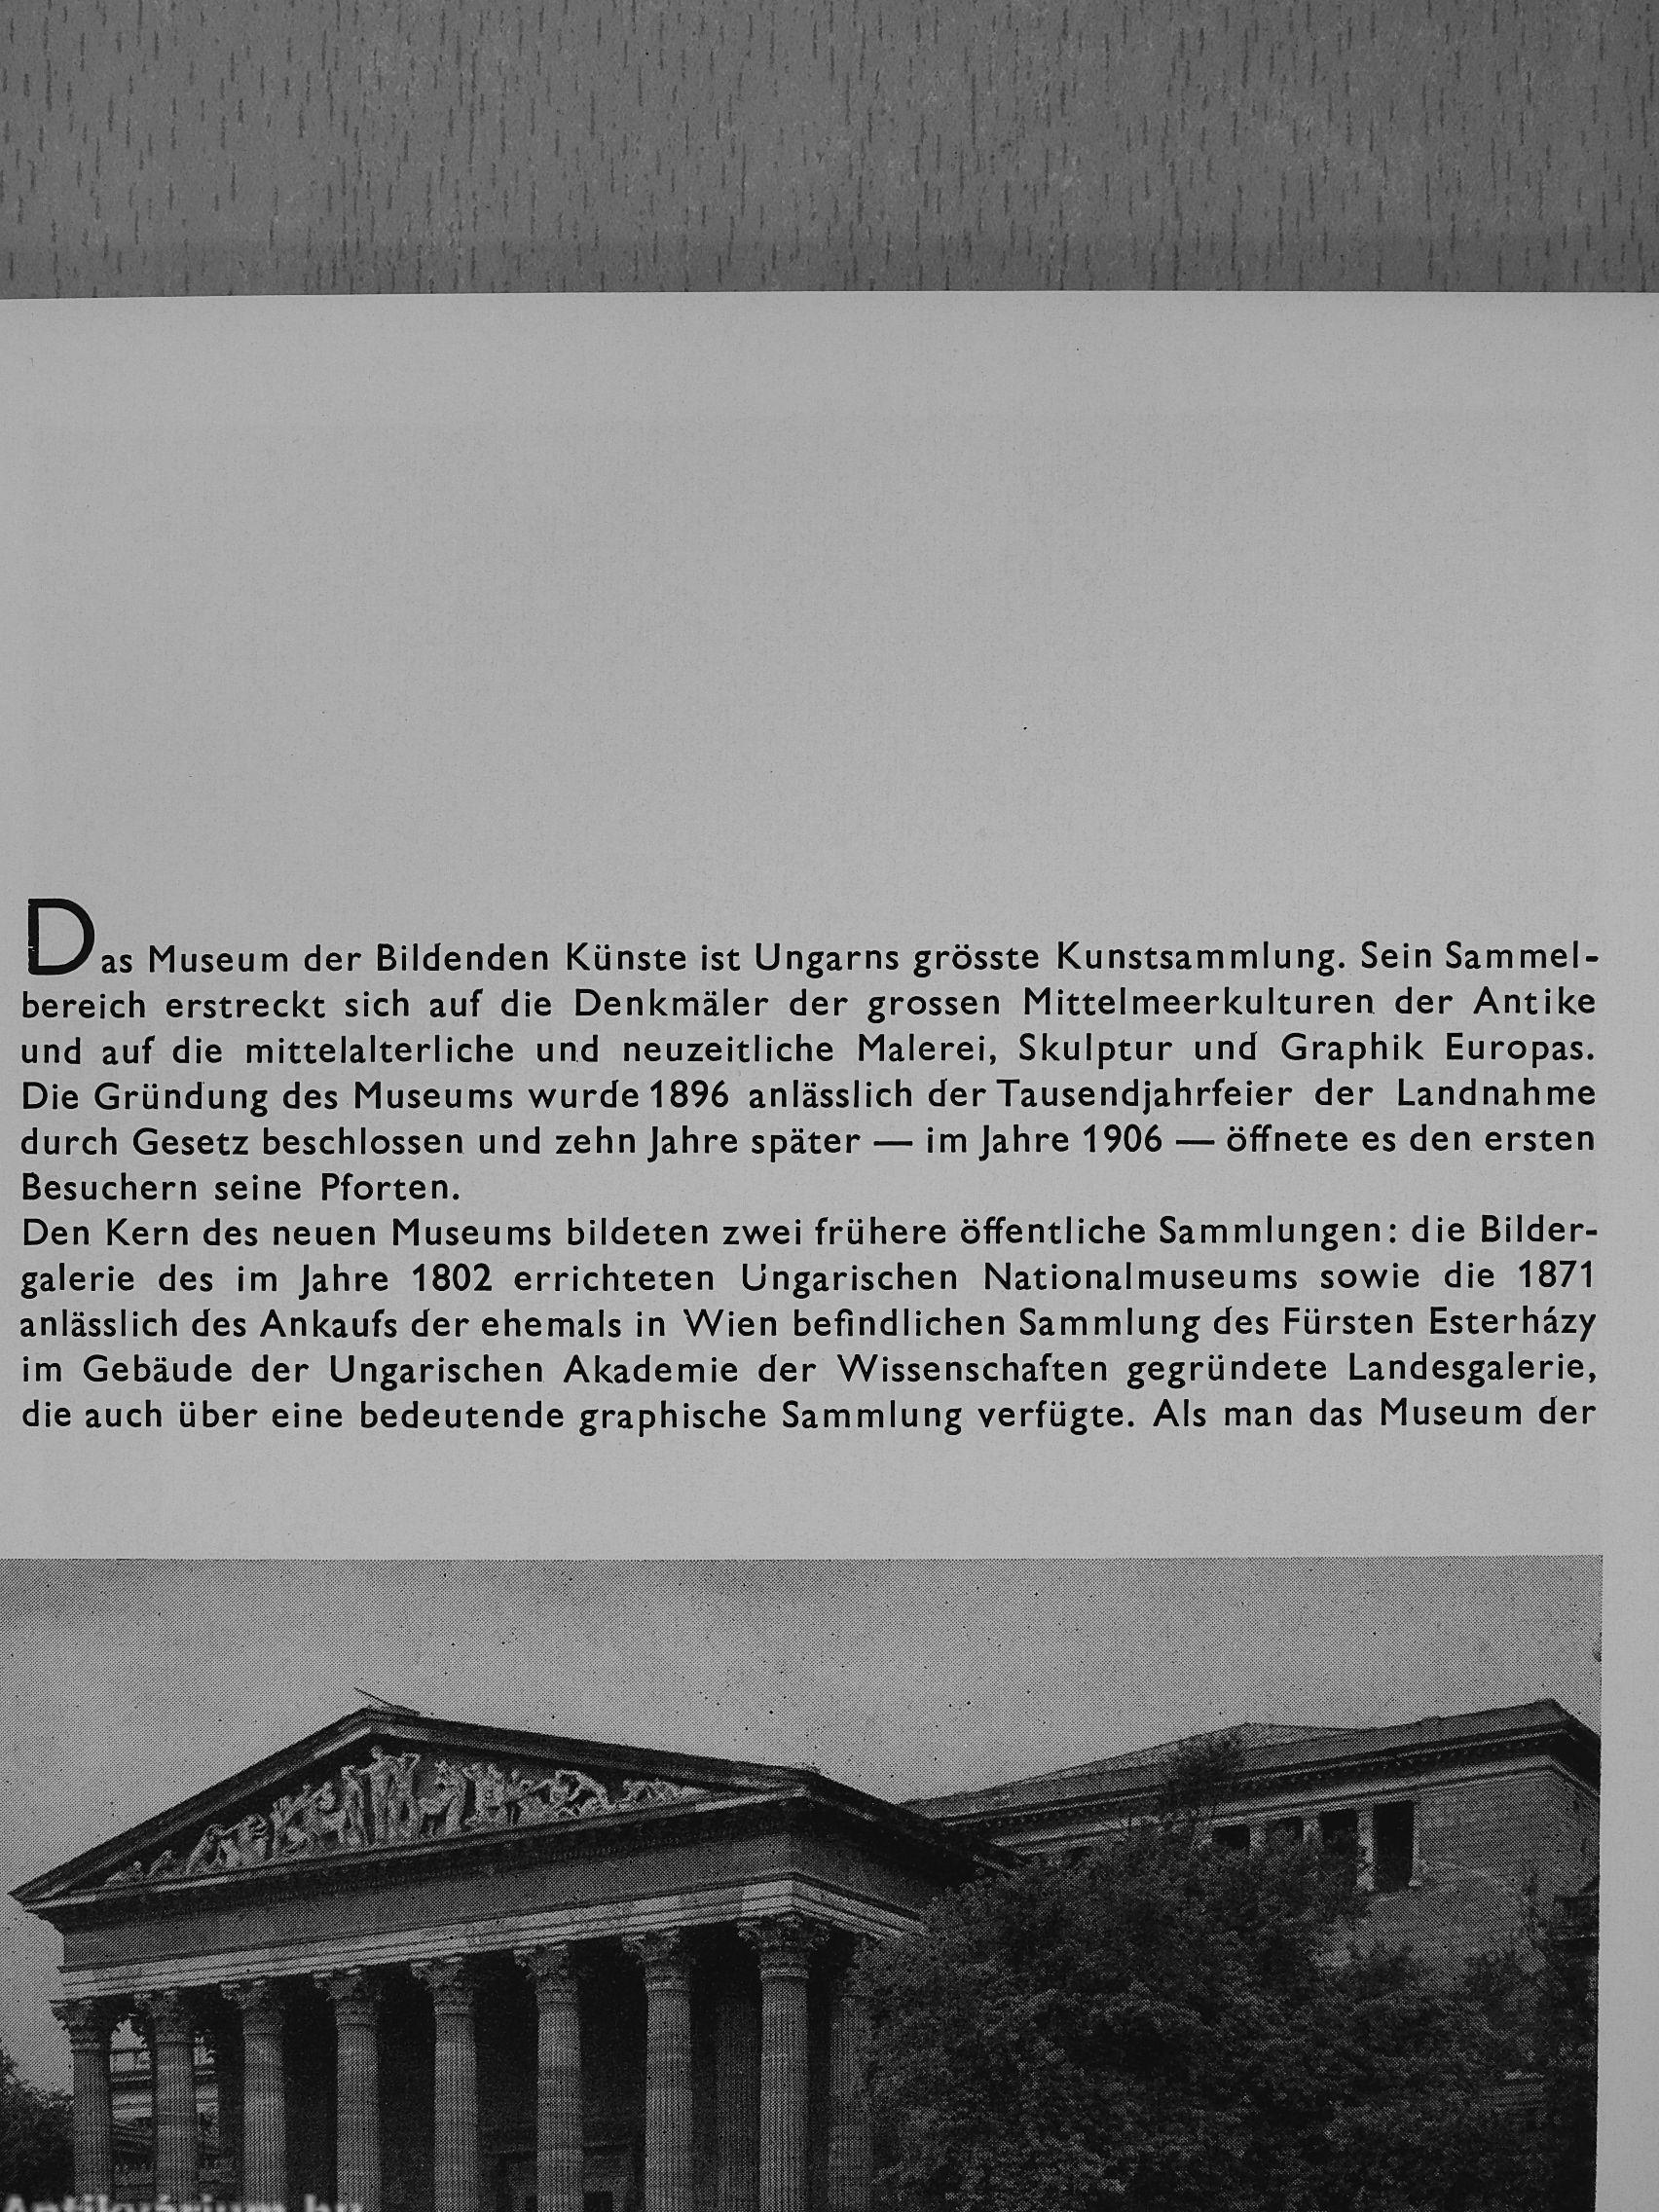 Das Museum der Bildenden Künste ist Ungarns grösste Kunstsammlung. Sein Sammel-
bereich erstreckt sich auf die Denkmäler der grossen Mittelmeerkulturen der Antike
und auf die mittelalterliche und neuzeitliche Malerei, Skulptur und Graphik Europas.
Die Gründung des Museums wurde 1896 anlässlich der Tausendjahrfeier der Landnahme
durch Gesetz beschlossen und zehn Jahre später — im Jahre 1906 — öffnete es den ersten
Besuchern seine Pforten.
Den Kern des neuen Museums bildeten zwei frühere öffentliche Sammlungen: die Bilder-
galerie des im Jahre 1802 errichteten Ungarischen Nationalmuseums sowie die 1871
anlässlich des Ankaufs der ehemals in Wien befindlichen Sammlung des Fürsten Esterházy
im Gebäude der Ungarischen Akademie der Wissenschaften gegründete Landesgalerie,
die auch über eine bedeutende graphische Sammlung verfügte. Als man das Museum der
Antikvárium.hu